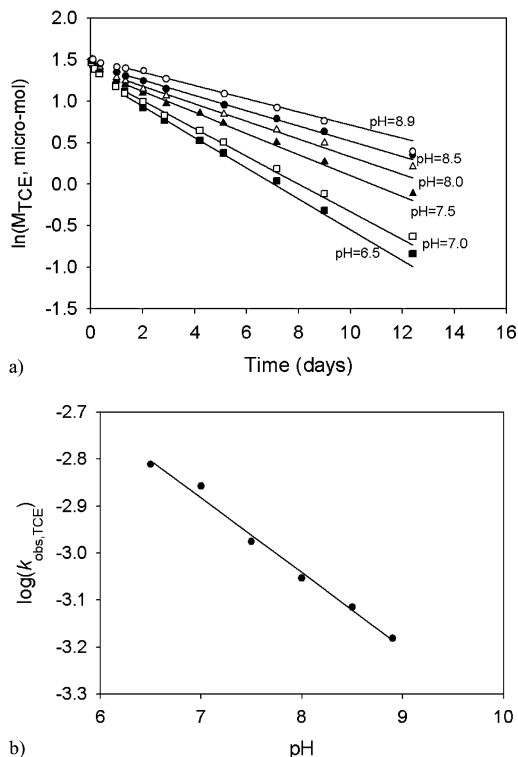 a)
ln(M_TCE, micro-mol)
2.0
1.5
1.0
0.5
0.0
-0.5
-1.0
-1.5
pH=8.9
pH=8.5
pH=8.0
pH=7.5
pH=7.0
pH=6.5
0 2 4 6 8 10 12 14 16
Time (days)
b)
log(k_obs,TCE)
-2.7
-2.8
-2.9
-3.0
-3.1
-3.2
-3.3
6 7 8 9 10
pH